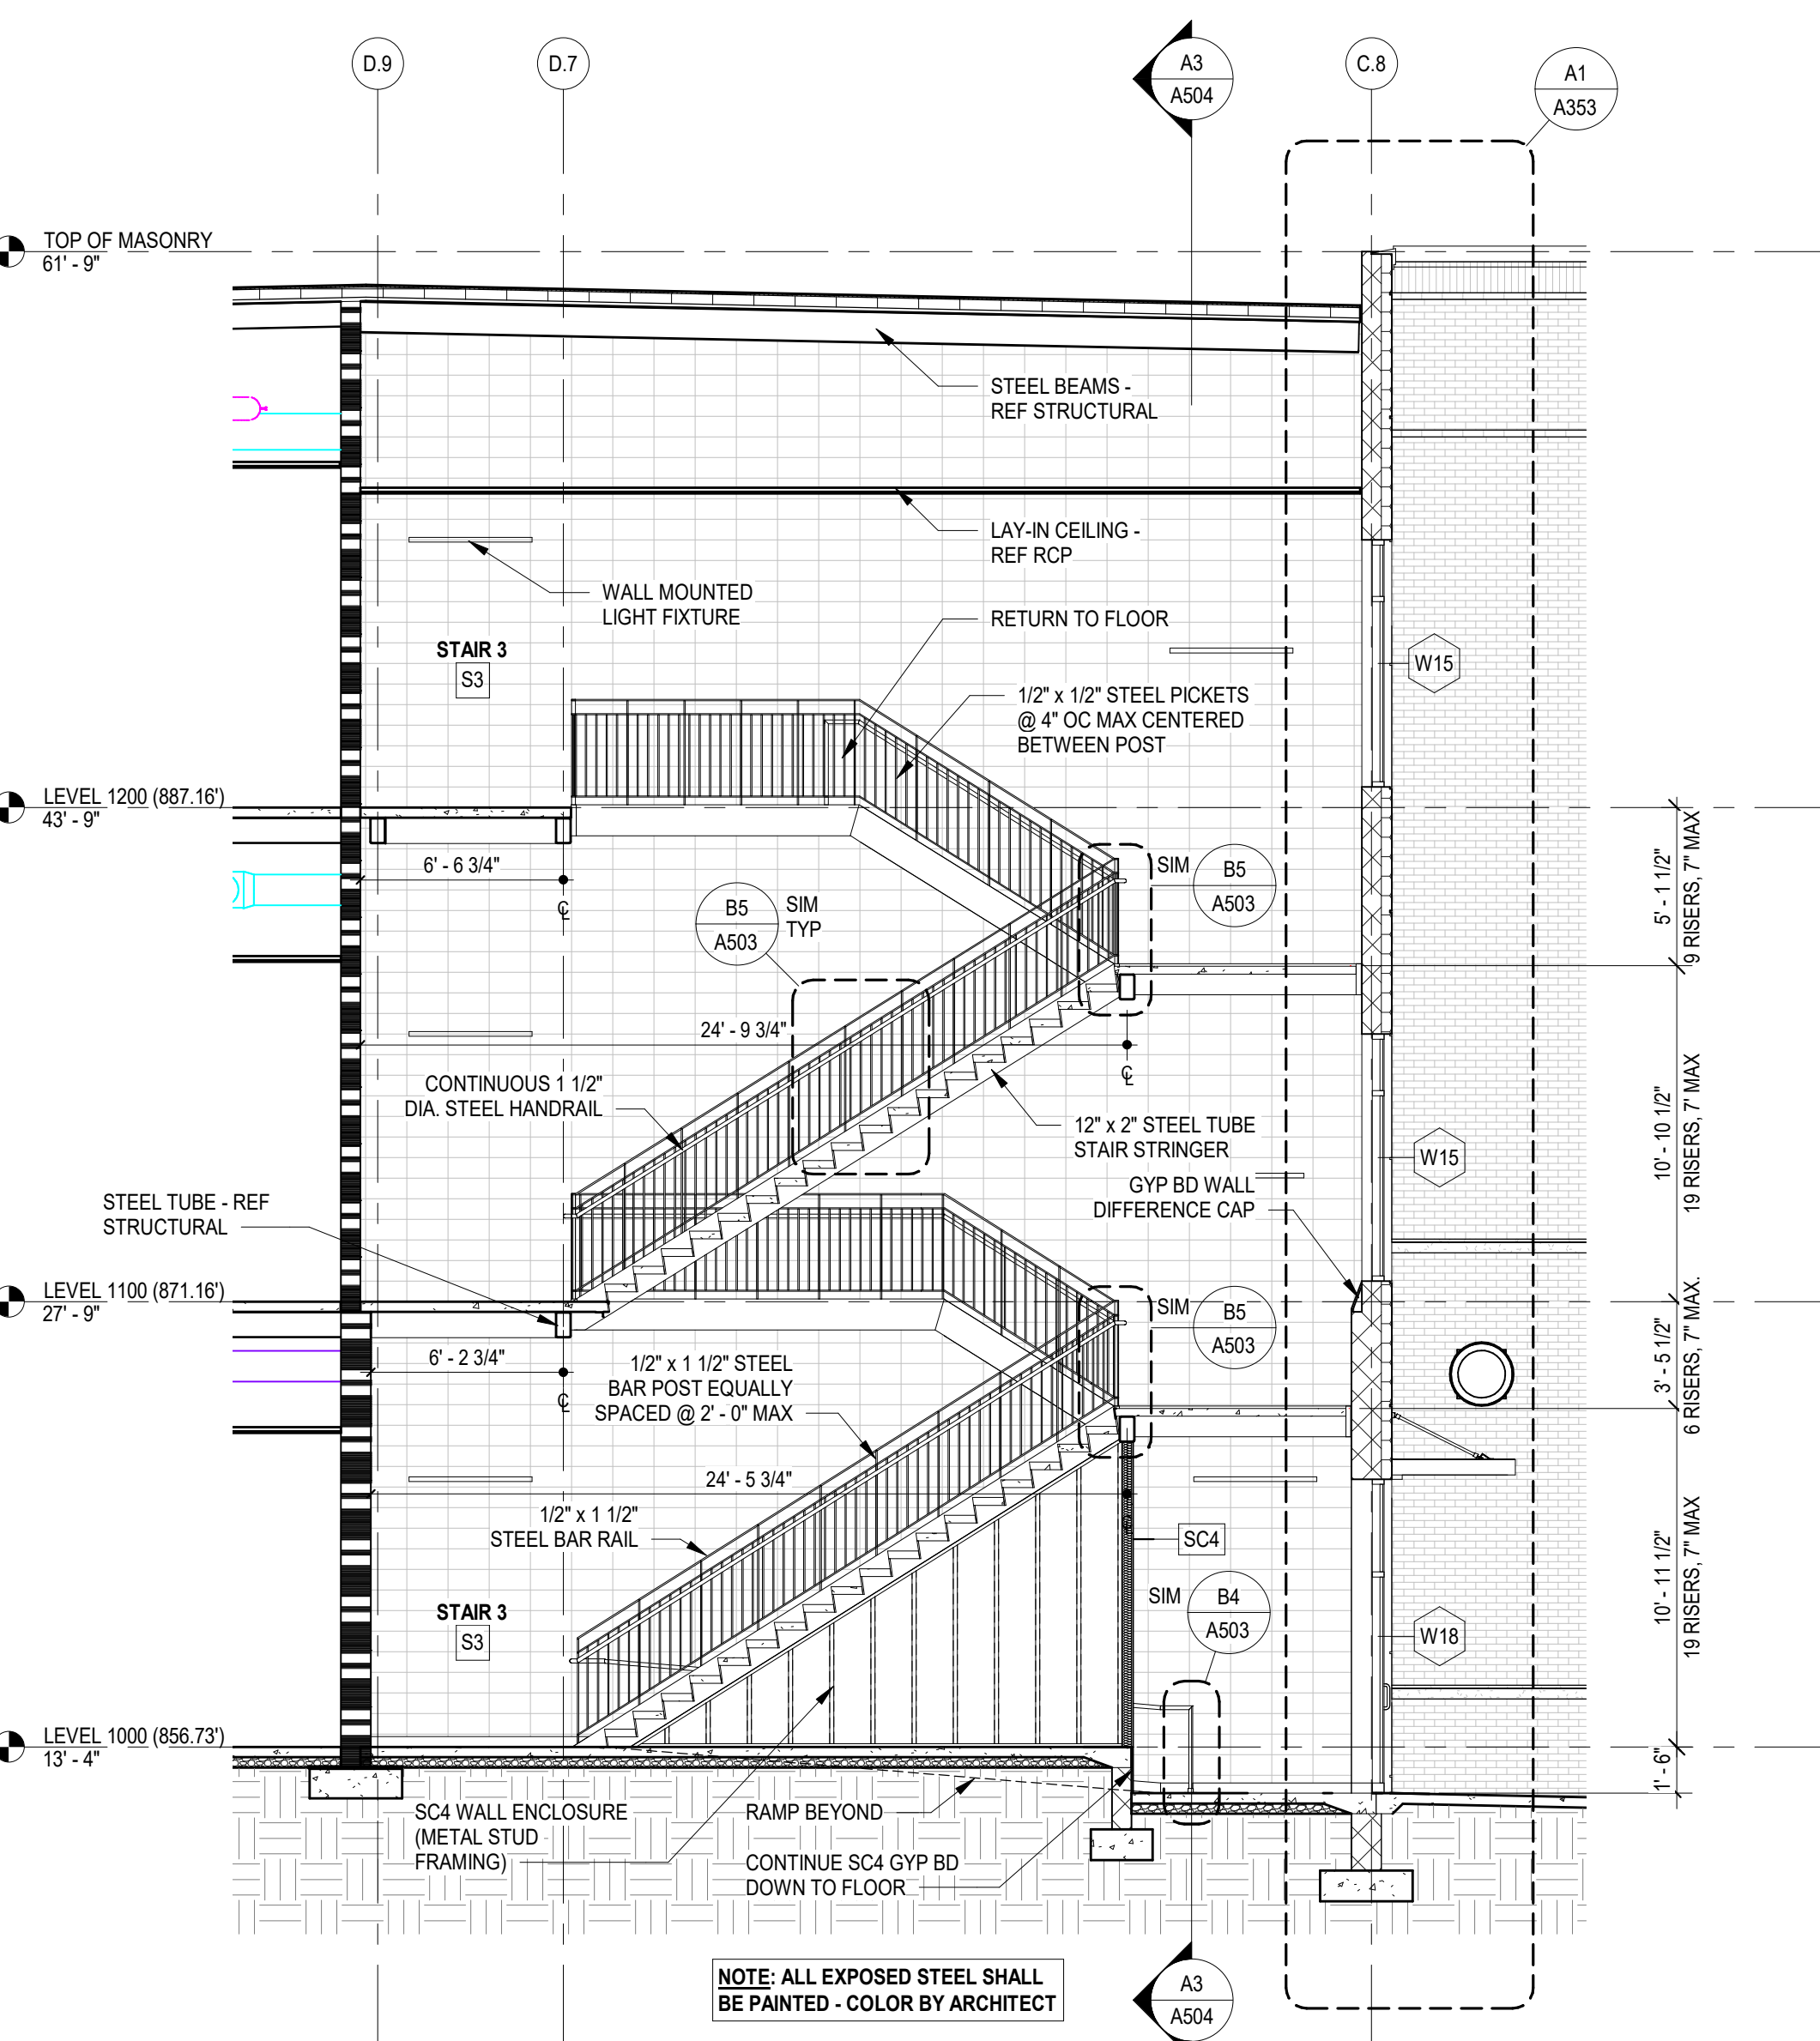 D.9
D.7
A3
A504
C.8
A1
A353
TOP OF MASONRY
61' - 9"
STEEL BEAMS -
REF STRUCTURAL
LAY-IN CEILING -
REF RCP
WALL MOUNTED
LIGHT FIXTURE
RETURN TO FLOOR
STAIR 3
S3
W15
1/2" x 1/2" STEEL PICKETS
@ 4" OC MAX CENTERED
BETWEEN POST
LEVEL 1200 (887.16')
43' - 9"
6' - 6 3/4"
CL
B5
A503
SIM
TYP
SIM
B5
A503
5' - 1 1/2"
9 RISERS, 7" MAX
24' - 9 3/4"
CL
CONTINUOUS 1 1/2"
DIA. STEEL HANDRAIL
12" x 2" STEEL TUBE
STAIR STRINGER
W15
10' - 10 1/2"
19 RISERS, 7' MAX
GYP BD WALL
DIFFERENCE CAP
STEEL TUBE - REF
STRUCTURAL
LEVEL 1100 (871.16')
27' - 9"
SIM
B5
A503
3' - 5 1/2"
6 RISERS, 7" MAX.
6' - 2 3/4"
CL
1/2" x 1 1/2" STEEL
BAR POST EQUALLY
SPACED @ 2' - 0" MAX
24' - 5 3/4"
CL
1/2" x 1 1/2"
STEEL BAR RAIL
SC4
10' - 11 1/2"
19 RISERS, 7" MAX
STAIR 3
S3
SIM
B4
A503
W18
LEVEL 1000 (856.73')
13' - 4"
1' - 6"
SC4 WALL ENCLOSURE
(METAL STUD
FRAMING)
RAMP BEYOND
CONTINUE SC4 GYP BD
DOWN TO FLOOR
NOTE: ALL EXPOSED STEEL SHALL
BE PAINTED - COLOR BY ARCHITECT
A3
A504